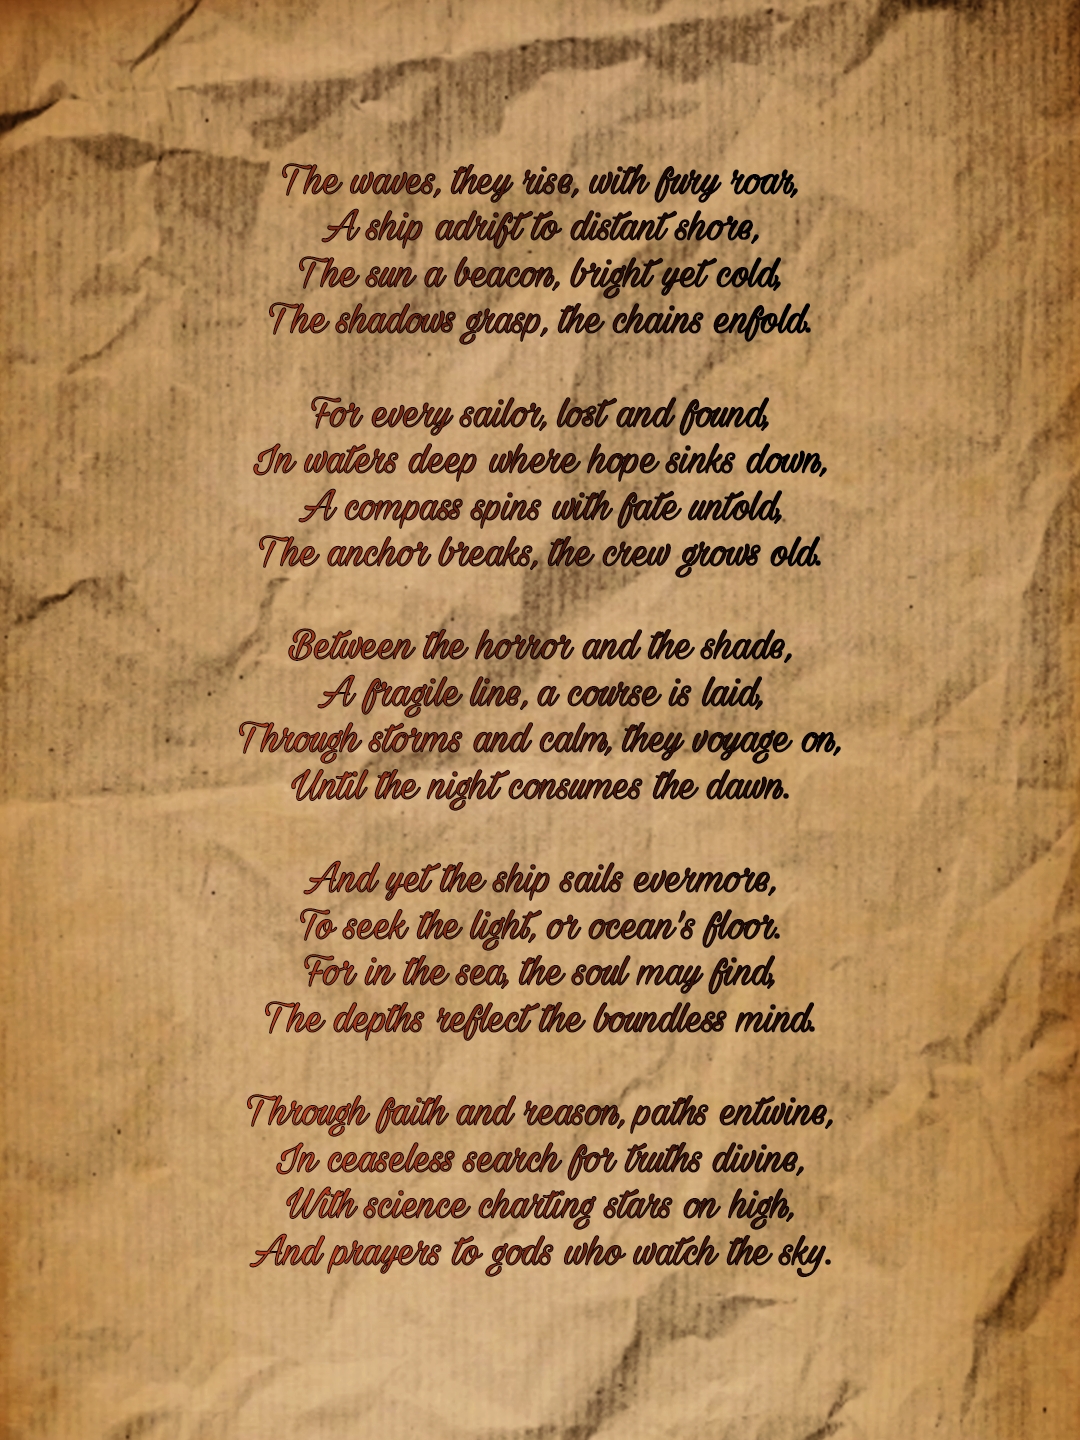 The waves, they rise, with fury roar,
A ship adrift to distant shore,
The sun a beacon, bright yet cold,
The shadows grasp, the chains enfold.
For every sailor, lost and found,
In waters deep where hope sinks down,
A compass spins with fate untold,
The anchor breaks, the crew grows old.
Between the horror and the shade,
A fragile line, a course is laid,
Through storms and calm, they voyage on,
Until the night consumes the dawn.
And yet the ship sails evermore,
To seek the light, or ocean's floor.
For in the sea, the soul may find,
The depths reflect the boundless mind.
Through faith and reason, paths entwine,
In ceaseless search for truths divine,
With science charting stars on high,
And prayers to gods who watch the sky.